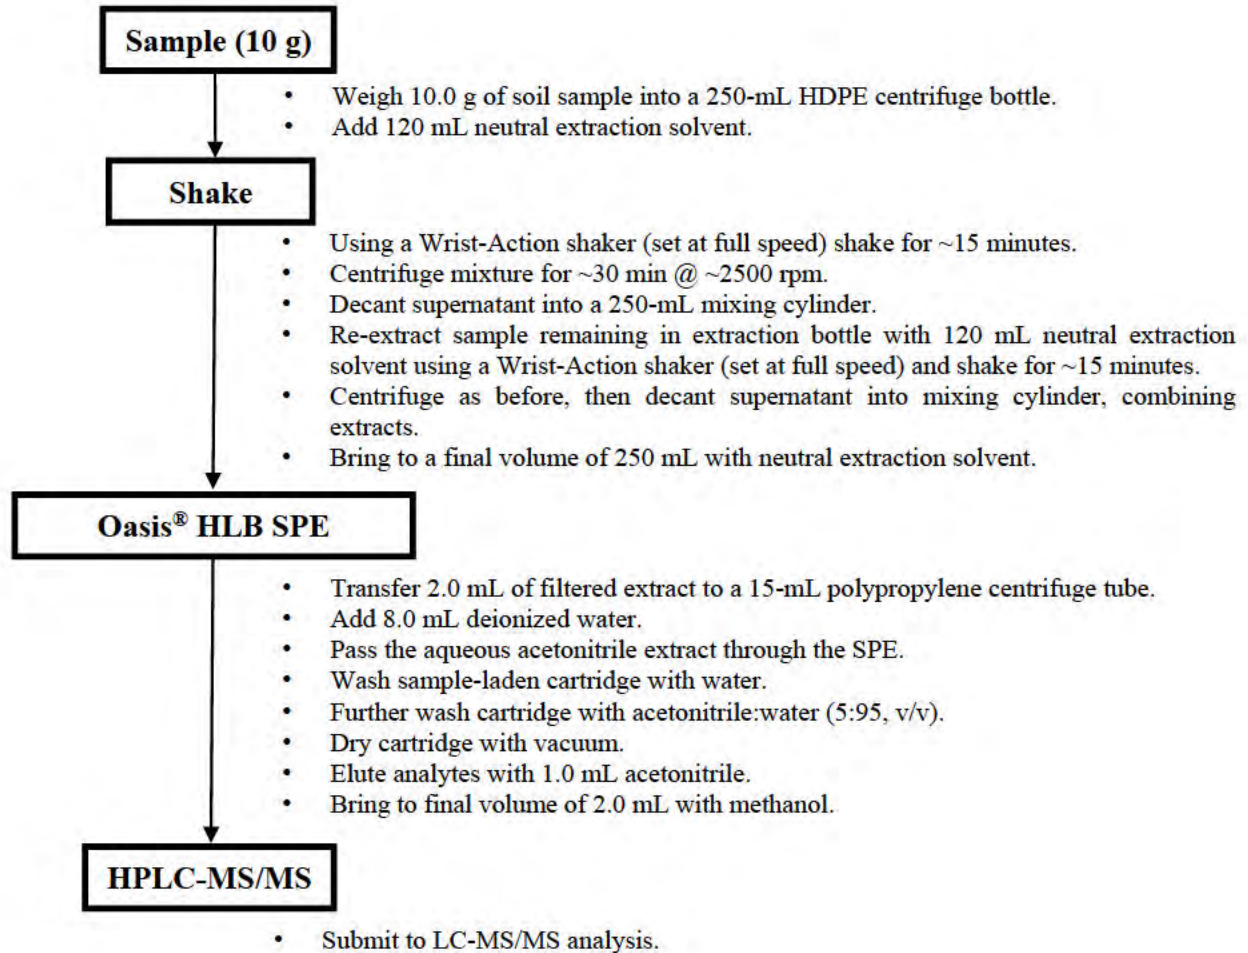 Sample (10 g)
• Weigh 10.0 g of soil sample into a 250-mL HDPE centrifuge bottle.
• Add 120 mL neutral extraction solvent.
Shake
• Using a Wrist-Action shaker (set at full speed) shake for ~15 minutes.
• Centrifuge mixture for ~30 min @ ~2500 rpm.
• Decant supernatant into a 250-mL mixing cylinder.
• Re-extract sample remaining in extraction bottle with 120 mL neutral extraction
solvent using a Wrist-Action shaker (set at full speed) and shake for ~15 minutes.
• Centrifuge as before, then decant supernatant into mixing cylinder, combining
extracts.
• Bring to a final volume of 250 mL with neutral extraction solvent.
Oasis® HLB SPE
• Transfer 2.0 mL of filtered extract to a 15-mL polypropylene centrifuge tube.
• Add 8.0 mL deionized water.
• Pass the aqueous acetonitrile extract through the SPE.
• Wash sample-laden cartridge with water.
• Further wash cartridge with acetonitrile:water (5:95, v/v).
• Dry cartridge with vacuum.
• Elute analytes with 1.0 mL acetonitrile.
• Bring to final volume of 2.0 mL with methanol.
HPLC-MS/MS
• Submit to LC-MS/MS analysis.